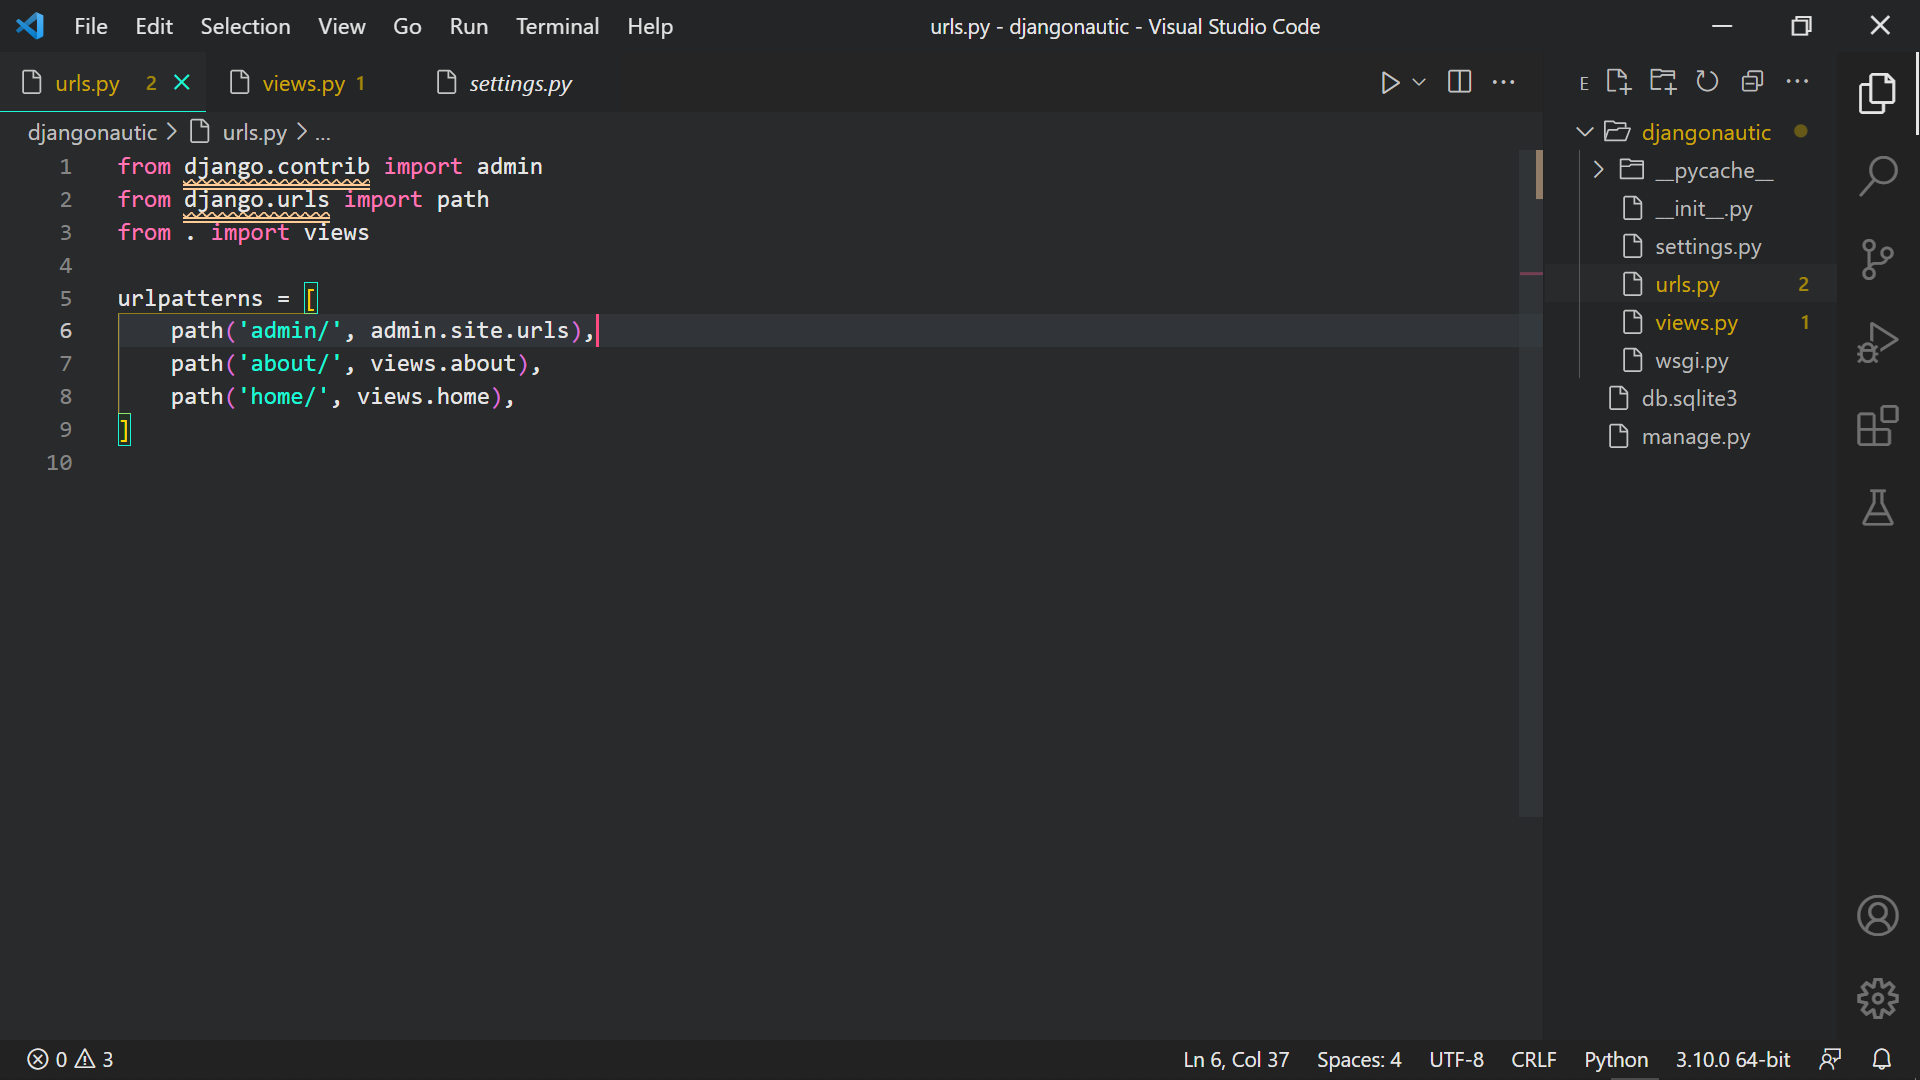 File Edit Selection View Go Run Terminal Help urls.py - djangonautic - Visual Studio Code
urls.py 2 views.py 1 settings.py
E
djangonautic > urls.py > ...
1 from django.contrib import admin
2 from django.urls import path
3 from . import views
4
5 urlpatterns = [
6     path('admin/', admin.site.urls),
7     path('about/', views.about),
8     path('home/', views.home),
9 ]
10
djangonautic
__pycache__
__init__.py
settings.py
urls.py 2
views.py 1
wsgi.py
db.sqlite3
manage.py
0 3 Ln 6, Col 37 Spaces: 4 UTF-8 CRLF Python 3.10.0 64-bit